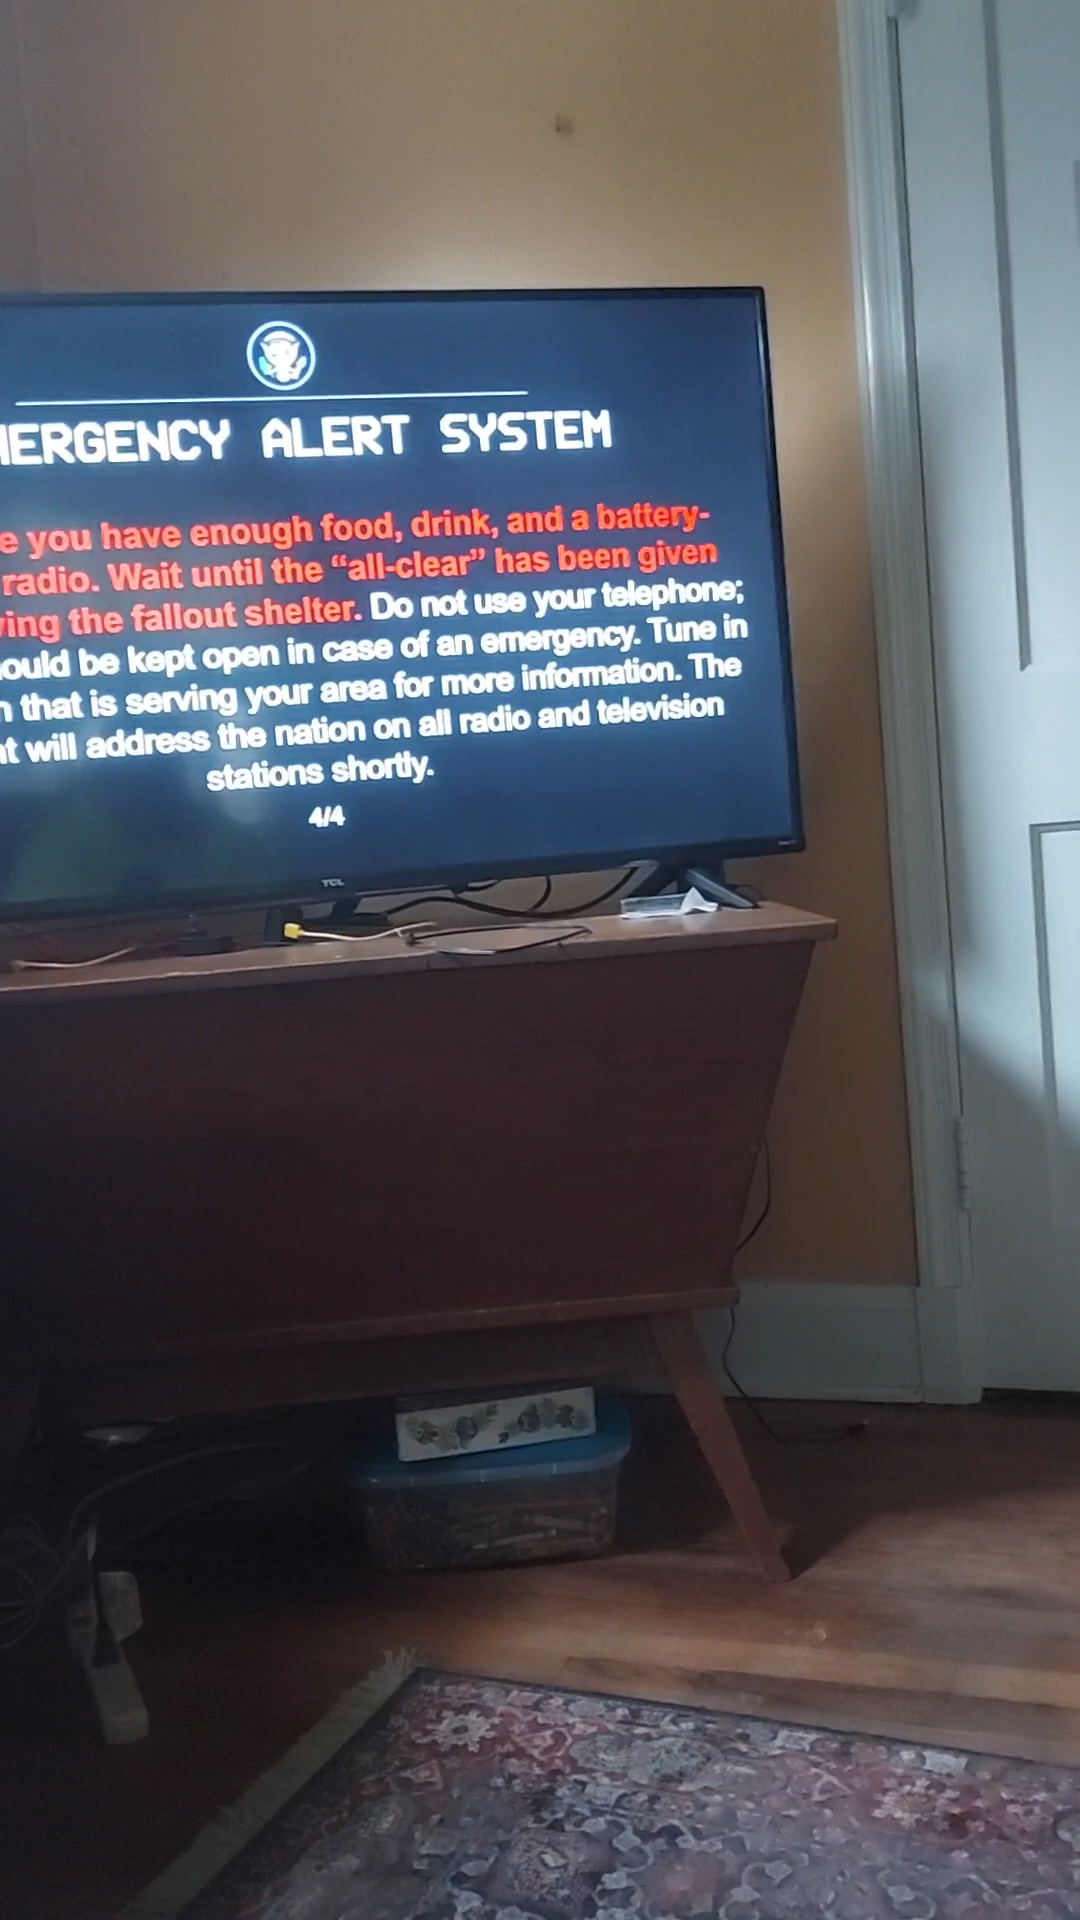 EMERGENCY ALERT SYSTEM
you have enough food, drink, and a battery-
radio. Wait until the “all-clear” has been given
the fallout shelter. Do not use your telephone;
be kept open in case of an emergency. Tune in
that is serving your area for more information. The
will address the nation on all radio and television
stations shortly.
4/4
TCL